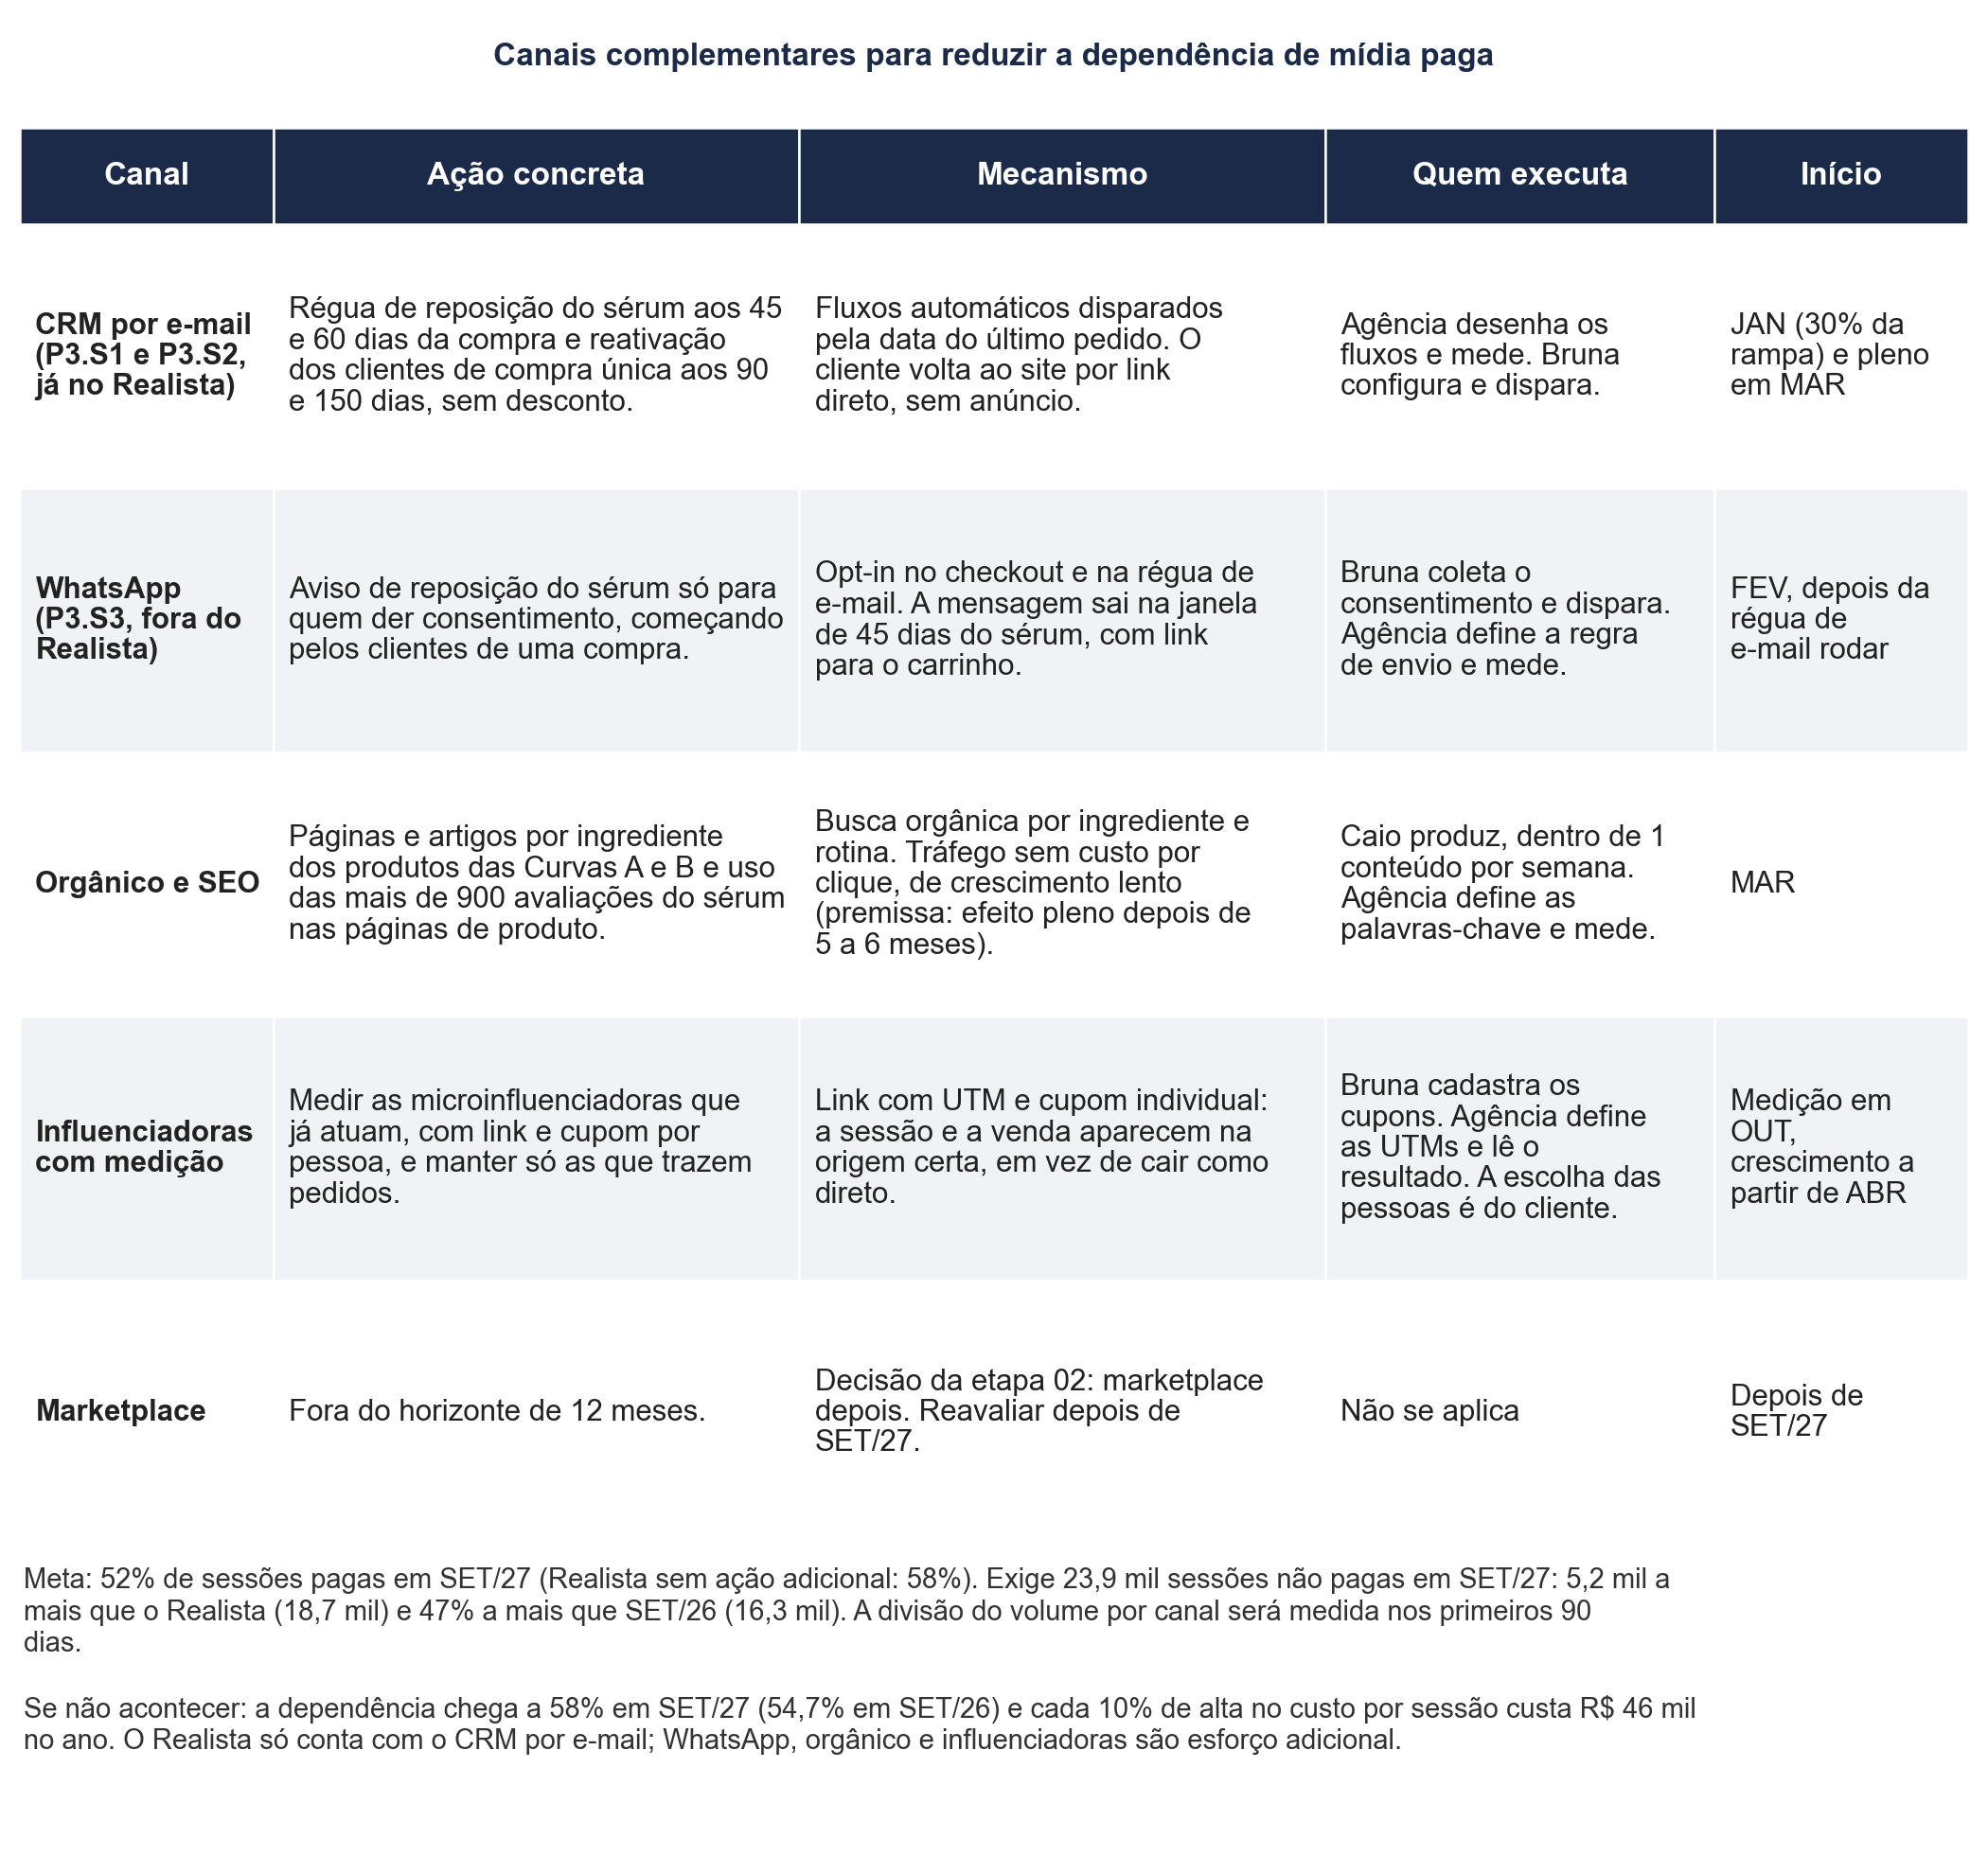 Canais complementares para reduzir a dependência de mídia paga
Canal
Ação concreta
Mecanismo
Quem executa
Início
CRM por e-mail
(P3.S1 e P3.S2,
já no Realista)
Régua de reposição do sérum aos 45
e 60 dias da compra e reativação
dos clientes de compra única aos 90
e 150 dias, sem desconto.
Fluxos automáticos disparados
pela data do último pedido. O
cliente volta ao site por link
direto, sem anúncio.
Agência desenha os
fluxos e mede. Bruna
configura e dispara.
JAN (30% da
rampa) e pleno
em MAR
WhatsApp
(P3.S3, fora do
Realista)
Aviso de reposição do sérum só para
quem der consentimento, começando
pelos clientes de uma compra.
Opt-in no checkout e na régua de
e-mail. A mensagem sai na janela
de 45 dias do sérum, com link
para o carrinho.
Bruna coleta o
consentimento e dispara.
Agência define a regra
de envio e mede.
FEV, depois da
régua de
e-mail rodar
Orgânico e SEO
Páginas e artigos por ingrediente
dos produtos das Curvas A e B e uso
das mais de 900 avaliações do sérum
nas páginas de produto.
Busca orgânica por ingrediente e
rotina. Tráfego sem custo por
clique, de crescimento lento
(premissa: efeito pleno depois de
5 a 6 meses).
Caio produz, dentro de 1
conteúdo por semana.
Agência define as
palavras-chave e mede.
MAR
Influenciadoras
com medição
Medir as microinfluenciadoras que
já atuam, com link e cupom por
pessoa, e manter só as que trazem
pedidos.
Link com UTM e cupom individual:
a sessão e a venda aparecem na
origem certa, em vez de cair como
direto.
Bruna cadastra os
cupons. Agência define
as UTMs e lê o
resultado. A escolha das
pessoas é do cliente.
Medição em
OUT,
crescimento a
partir de ABR
Marketplace
Fora do horizonte de 12 meses.
Decisão da etapa 02: marketplace
depois. Reavaliar depois de
SET/27.
Não se aplica
Depois de
SET/27
Meta: 52% de sessões pagas em SET/27 (Realista sem ação adicional: 58%). Exige 23,9 mil sessões não pagas em SET/27: 5,2 mil a
mais que o Realista (18,7 mil) e 47% a mais que SET/26 (16,3 mil). A divisão do volume por canal será medida nos primeiros 90
dias.
Se não acontecer: a dependência chega a 58% em SET/27 (54,7% em SET/26) e cada 10% de alta no custo por sessão custa R$ 46 mil
no ano. O Realista só conta com o CRM por e-mail; WhatsApp, orgânico e influenciadoras são esforço adicional.